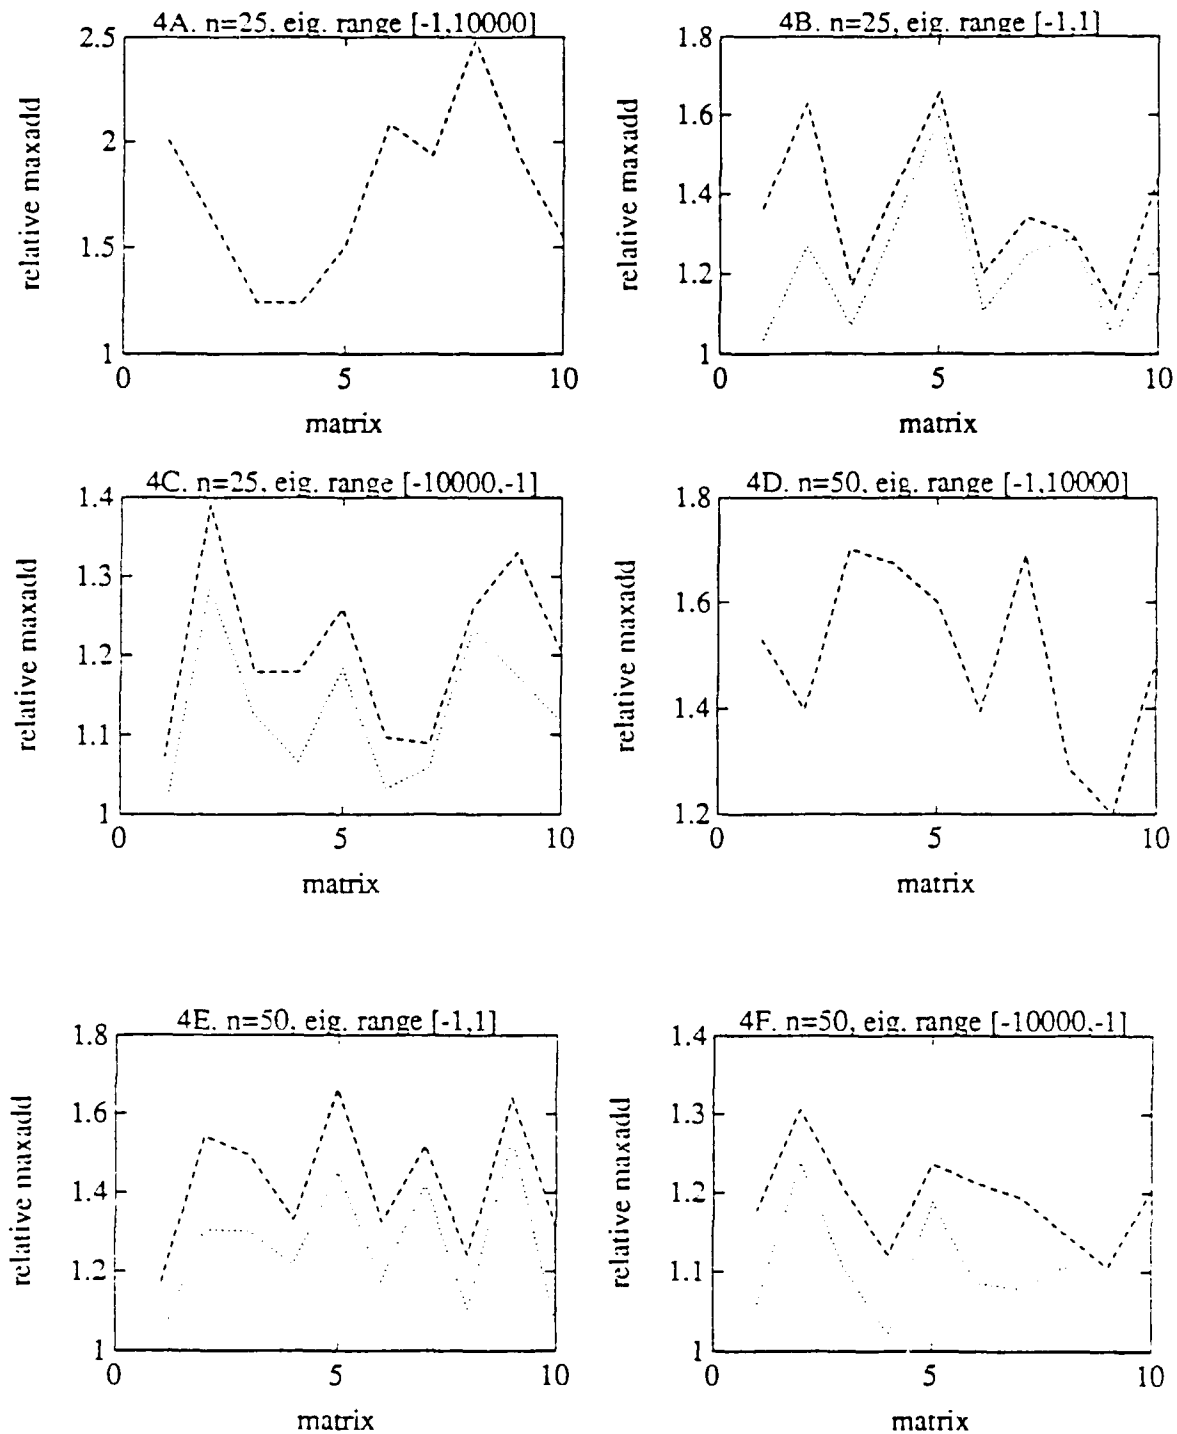 4A. n=25, eig. range [-1,10000]
2.5
2
1.5
1
0
5
10
relative maxadd
matrix
4B. n=25, eig. range [-1,1]
1.8
1.6
1.4
1.2
1
0
5
10
relative maxadd
matrix
4C. n=25, eig. range [-10000,-1]
1.4
1.3
1.2
1.1
1
0
5
10
relative maxadd
matrix
4D. n=50, eig. range [-1,10000]
1.8
1.6
1.4
1.2
0
5
10
relative maxadd
matrix
4E. n=50, eig. range [-1,1]
1.8
1.6
1.4
1.2
1
0
5
10
relative maxadd
matrix
4F. n=50, eig. range [-10000,-1]
1.4
1.3
1.2
1.1
1
0
5
10
relative maxadd
matrix